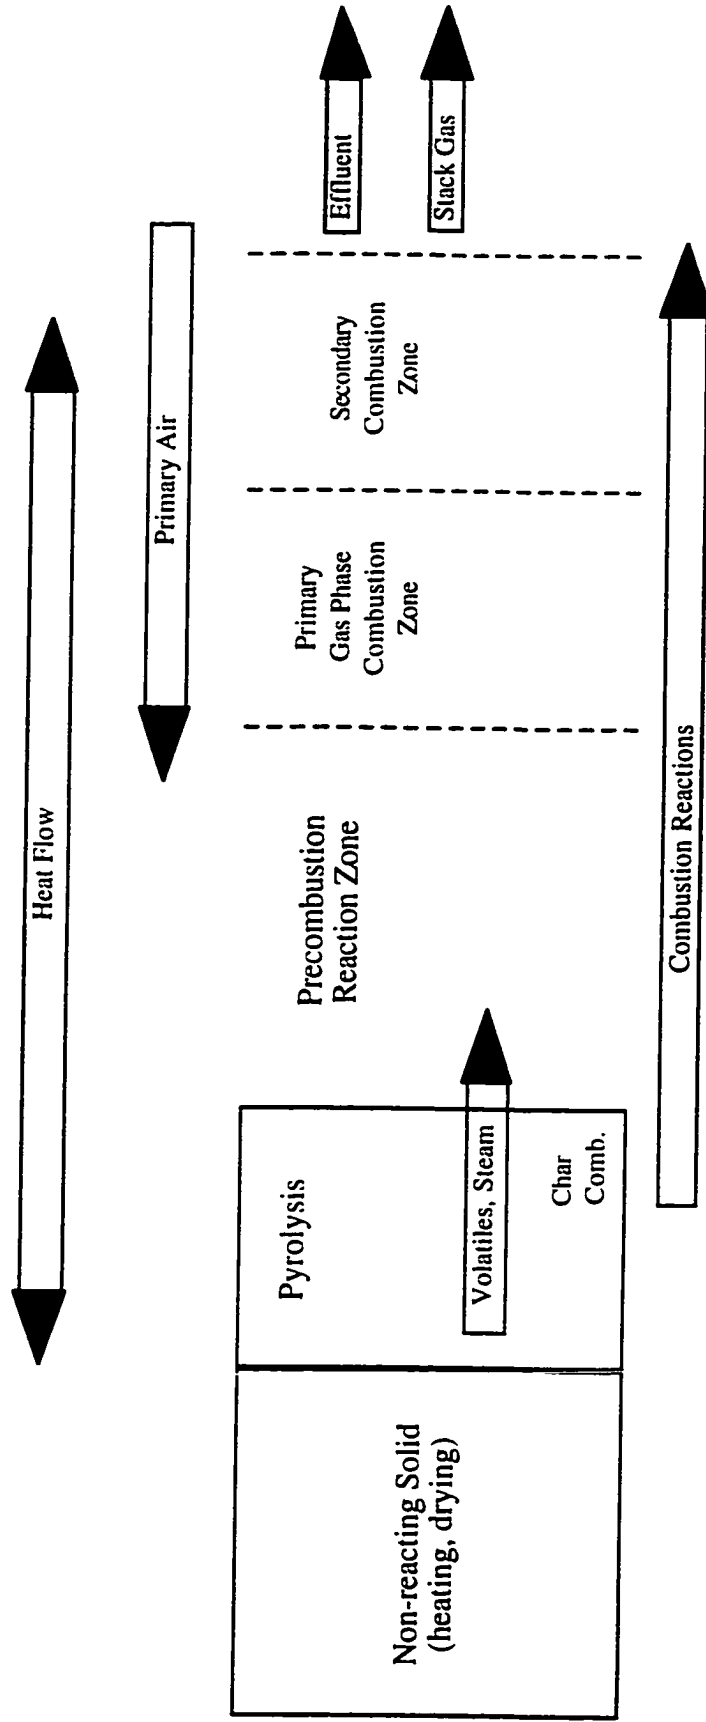 Heat Flow
Primary Air
Non-reacting Solid
(heating, drying)
Pyrolysis
Volatiles, Steam
Char
Comb.
Precombustion
Reaction Zone
Primary
Gas Phase
Combustion
Zone
Secondary
Combustion
Zone
Effluent
Stack Gas
Combustion Reactions